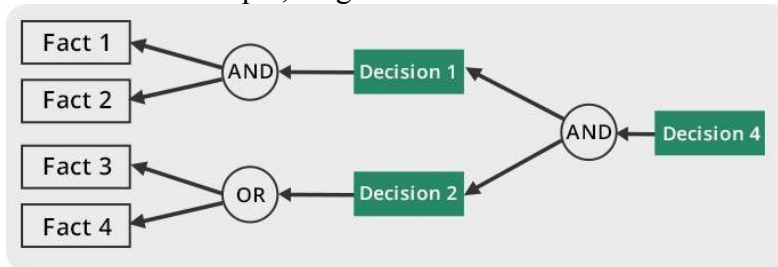 Fact 1
Fact 2
AND
Decision 1
AND
Decision 4
Fact 3
Fact 4
OR
Decision 2